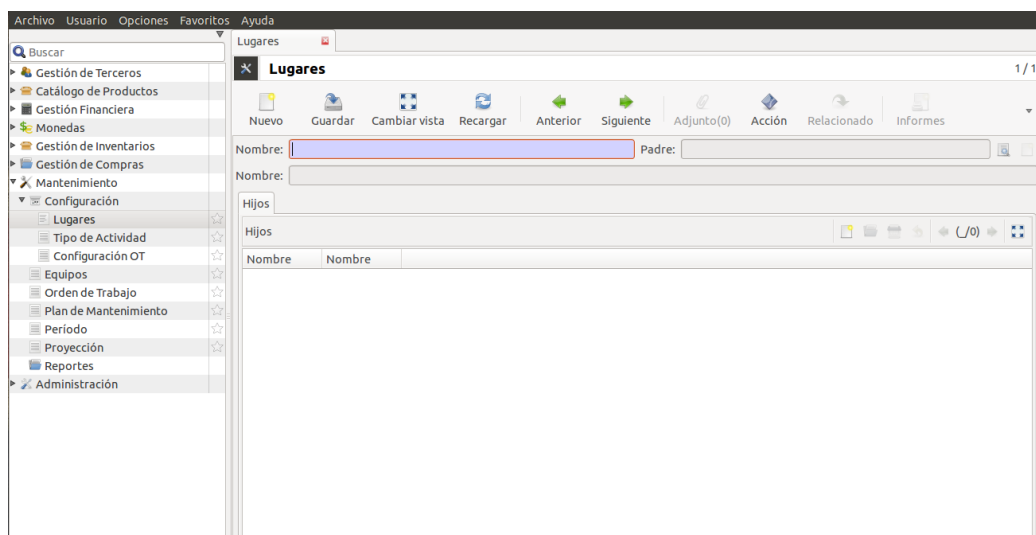 Archivo Usuario Opciones Favoritos Ayuda
Buscar
Gestión de Terceros
Catálogo de Productos
Gestión Financiera
Monedas
Gestión de Inventarios
Gestión de Compras
Mantenimiento
Configuración
Lugares
Tipo de Actividad
Configuración OT
Equipos
Orden de Trabajo
Plan de Mantenimiento
Período
Proyección
Reportes
Administración
Lugares
Lugares 1 / 1
Nuevo Guardar Cambiar vista Recargar Anterior Siguiente Adjunto(0) Acción Relacionado Informes
Nombre: Padre:
Nombre:
Hijos
Hijos (_/0)
Nombre Nombre